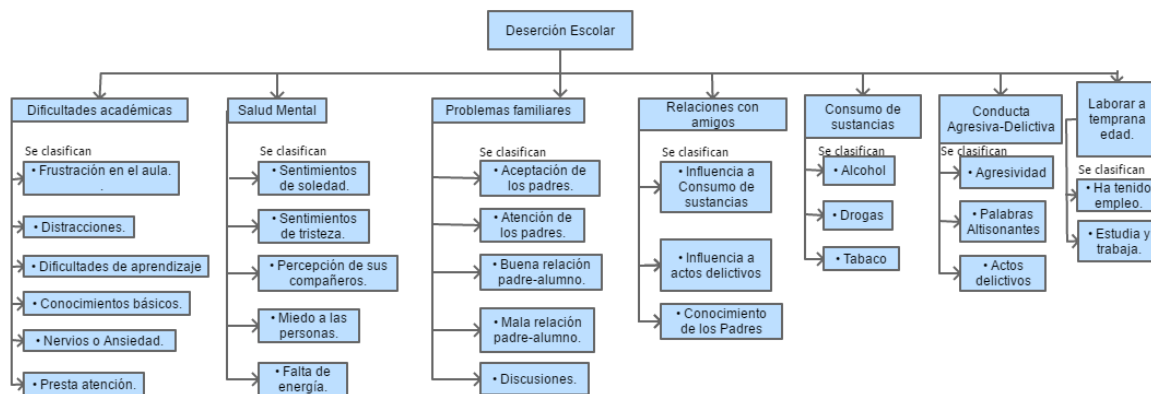 Deserción Escolar
Dificultades académicas
Se clasifican
• Frustración en el aula.
.
• Distracciones.
• Dificultades de aprendizaje
• Conocimientos básicos.
• Nervios o Ansiedad.
• Presta atención.
Salud Mental
Se clasifican
• Sentimientos
de soledad.
• Sentimientos
de tristeza.
• Percepción de sus
compañeros.
• Miedo a las
personas.
• Falta de
energía.
Problemas familiares
Se clasifican
• Aceptación
de los padres.
• Atención de
los padres.
• Buena relación
padre-alumno.
• Mala relación
padre-alumno.
• Discusiones.
Relaciones con
amigos
Se clasifican
• Influencia a
Consumo de
sustancias
• Influencia a
actos delictivos
• Conocimiento
de los Padres
Consumo de
sustancias
Se clasifican
• Alcohol
• Drogas
• Tabaco
Conducta
Agresiva-Delictiva
Se clasifican
• Agresividad
• Palabras
Altisonantes
• Actos
delictivos
Laborar a
temprana
edad.
Se clasifican
• Ha tenido
empleo.
• Estudia y
trabaja.